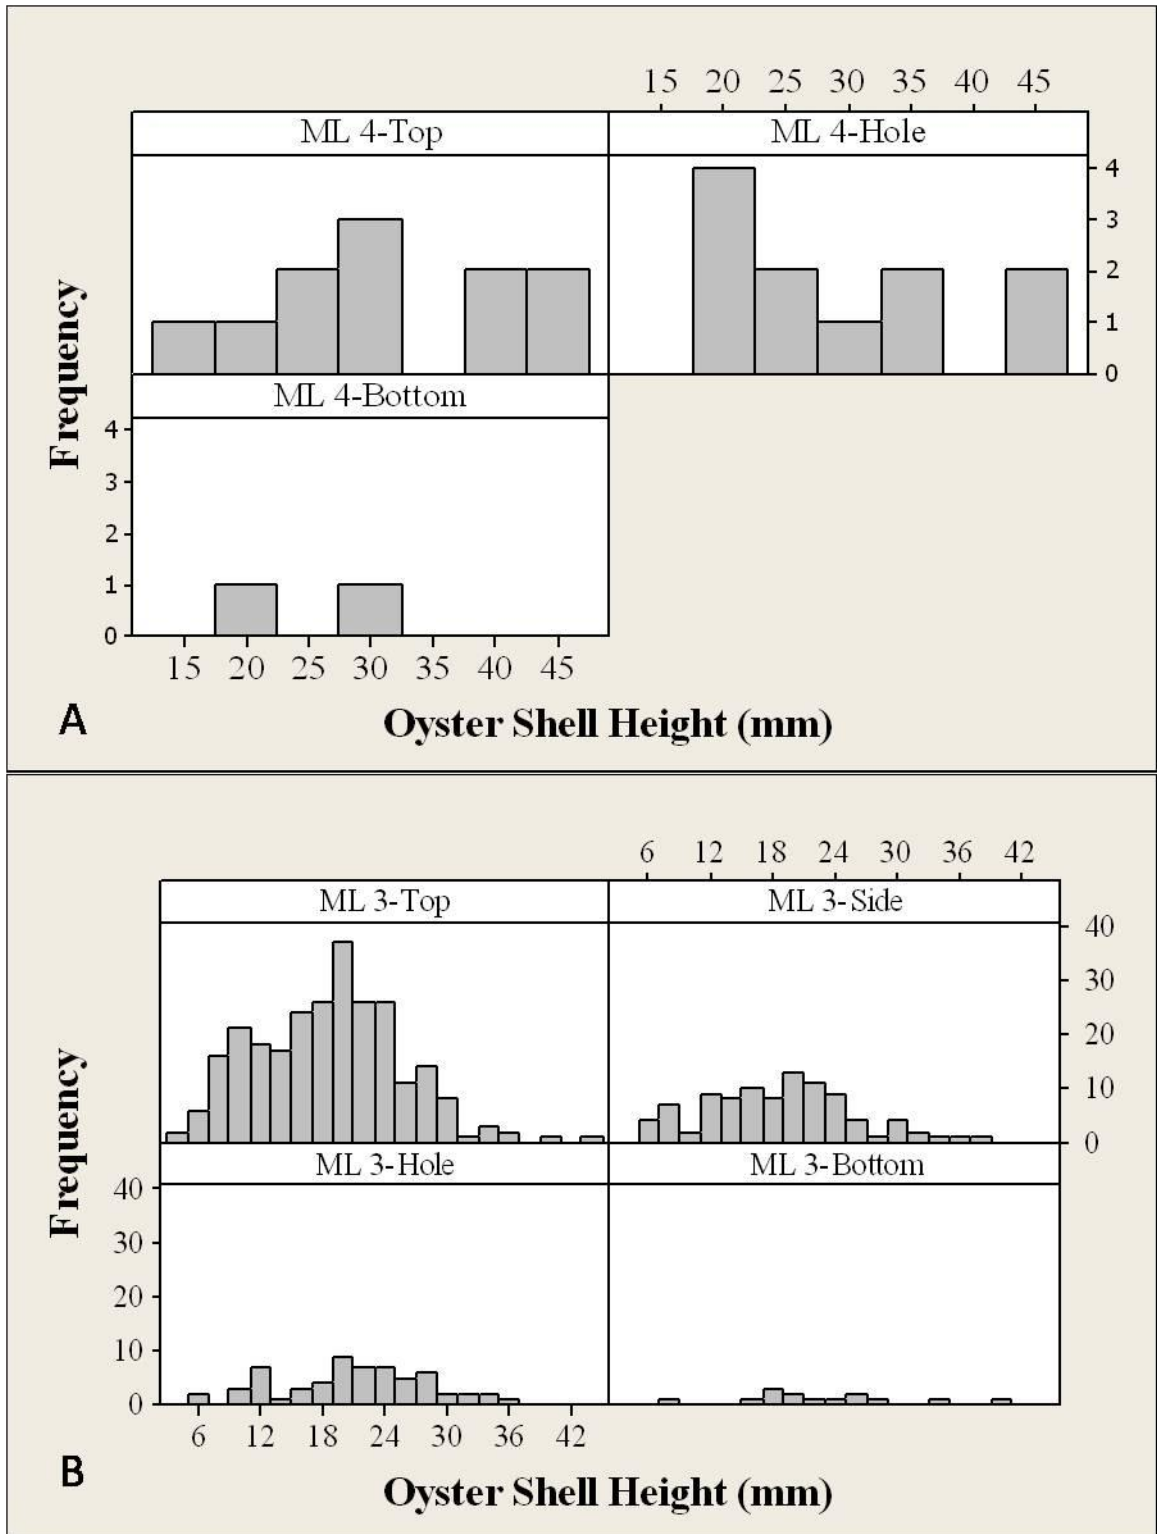 15 20 25 30 35 40 45
ML 4-Top
ML 4-Hole
4
3
2
1
0
Frequency
ML 4-Bottom
4
3
2
1
0
15 20 25 30 35 40 45
A
Oyster Shell Height (mm)
6 12 18 24 30 36 42
ML 3-Top
ML 3-Side
40
30
20
10
0
Frequency
ML 3-Hole
ML 3-Bottom
40
30
20
10
0
6 12 18 24 30 36 42
B
Oyster Shell Height (mm)